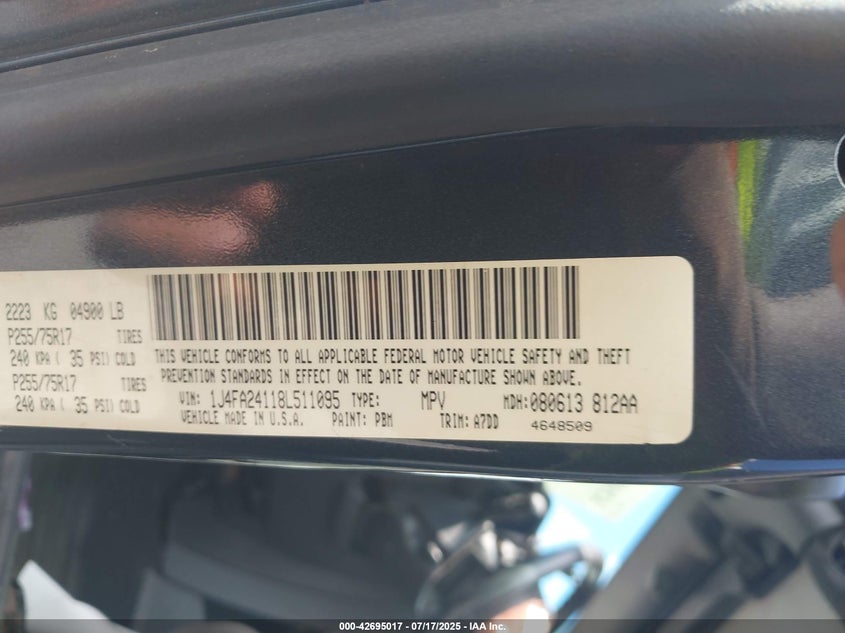 2223 KG 04900 LB
P255/75R17 TIRES
240 KPA ( 35 PSI) COLD
P255/75R17 TIRES
240 KPA ( 35 PSI) COLD
THIS VEHICLE CONFORMS TO ALL APPLICABLE FEDERAL MOTOR VEHICLE SAFETY AND THEFT
PREVENTION STANDARDS IN EFFECT ON THE DATE OF MANUFACTURE SHOWN ABOVE.
VIN: 1J4FA24118L511095 TYPE: MPV MDH: 080613 812AA
VEHICLE MADE IN U.S.A. PAINT: PBM TRIM: A7DD 4648509
000-42695017 - 07/17/2025 - IAA Inc.